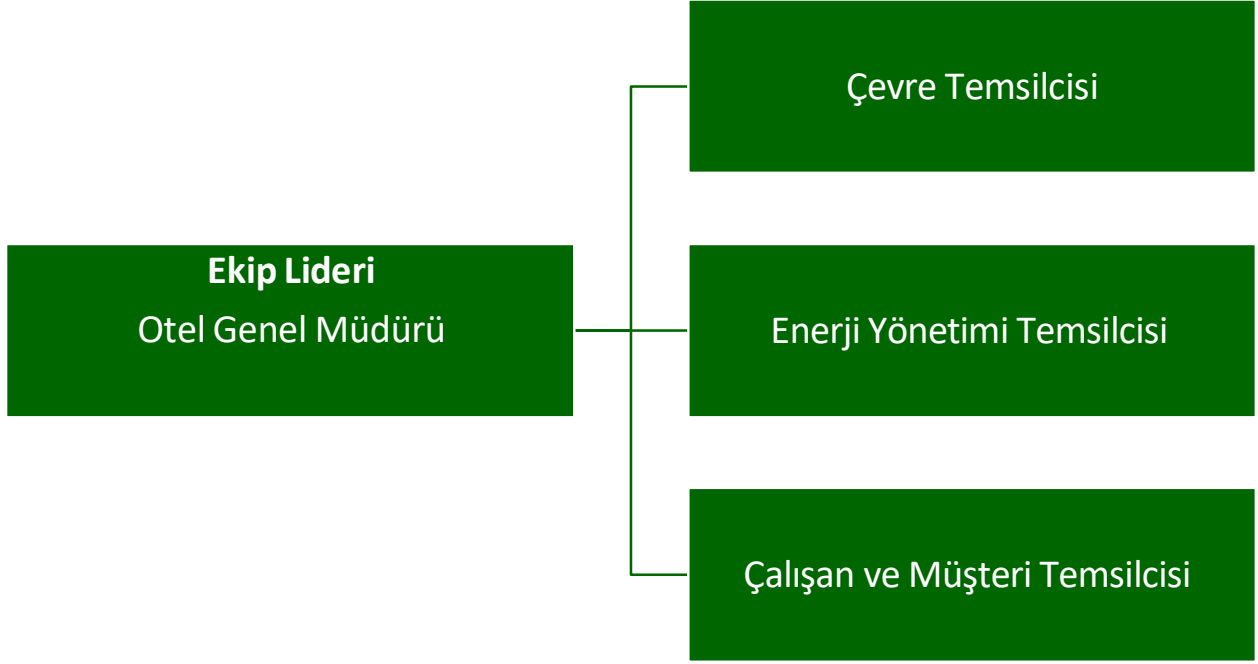 Çevre Temsilcisi
Ekip Lideri
Otel Genel Müdürü
Enerji Yönetimi Temsilcisi
Çalışan ve Müşteri Temsilcisi